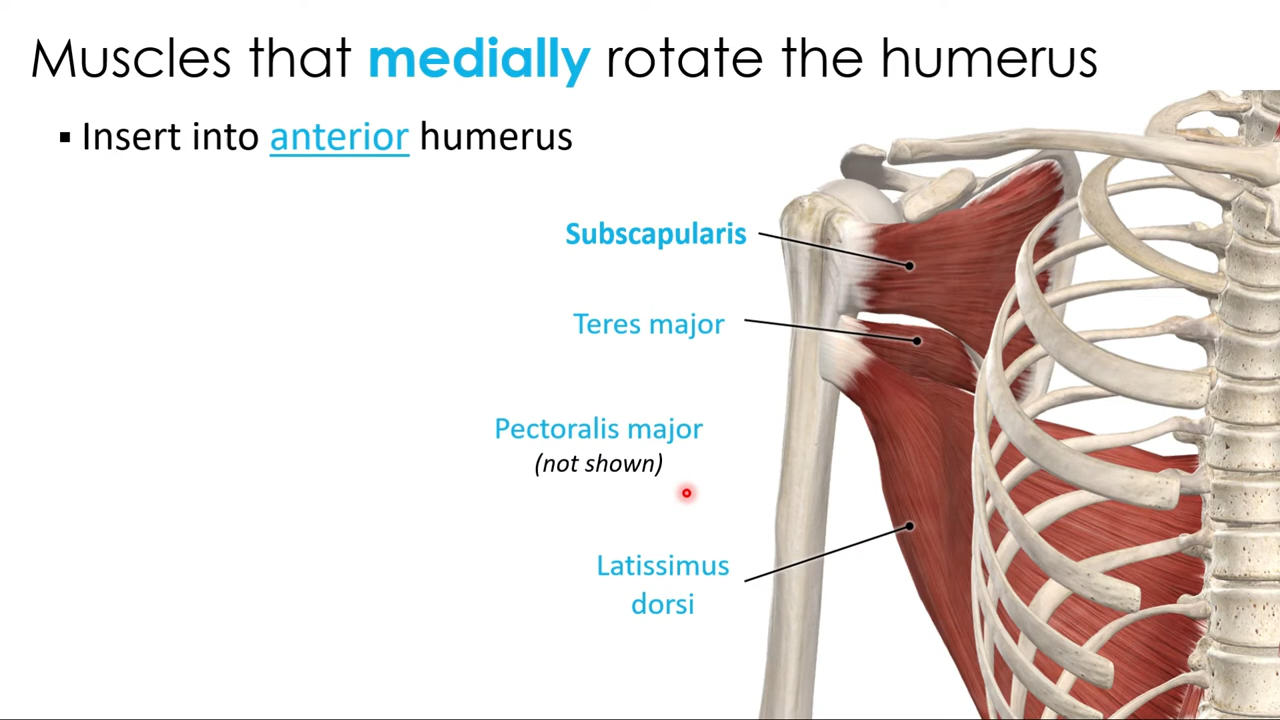 Muscles that medially rotate the humerus
▪ Insert into anterior humerus
Subscapularis
Teres major
Pectoralis major
(not shown)
Latissimus
dorsi